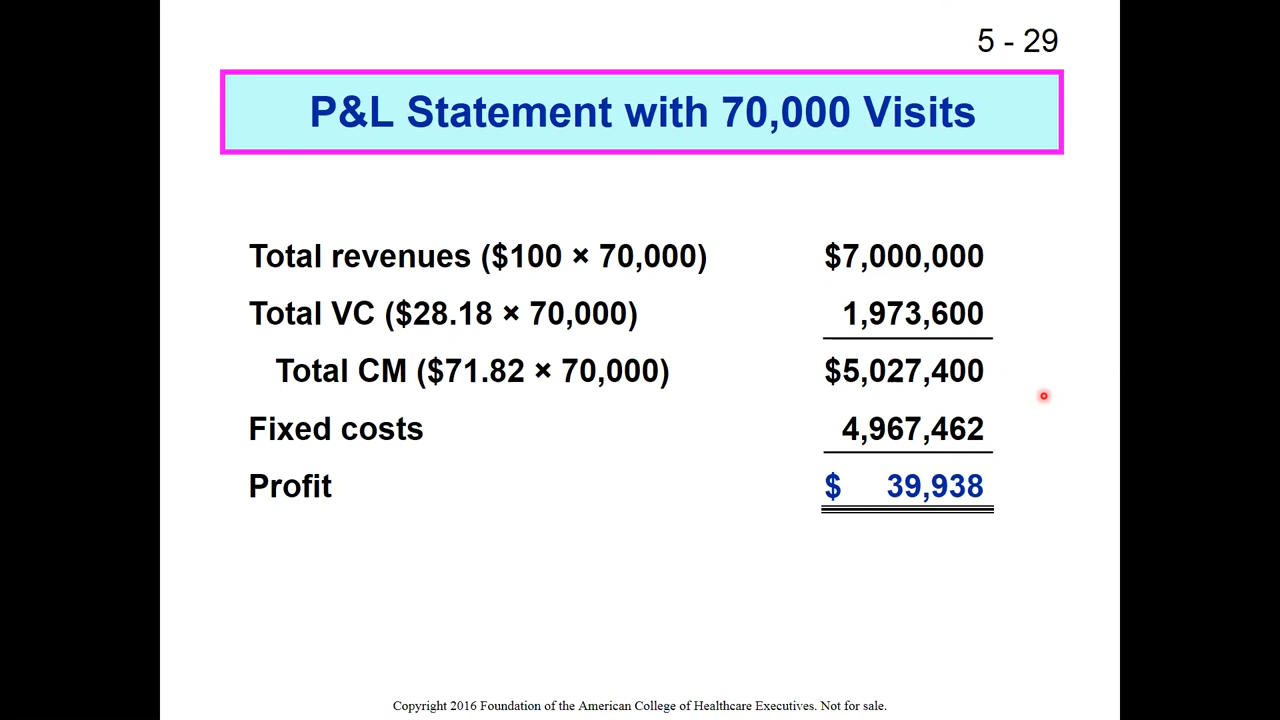 5 - 29
P&L Statement with 70,000 Visits
Total revenues ($100 × 70,000) $7,000,000
Total VC ($28.18 × 70,000) 1,973,600
Total CM ($71.82 × 70,000) $5,027,400
Fixed costs 4,967,462
Profit $ 39,938
Copyright 2016 Foundation of the American College of Healthcare Executives. Not for sale.